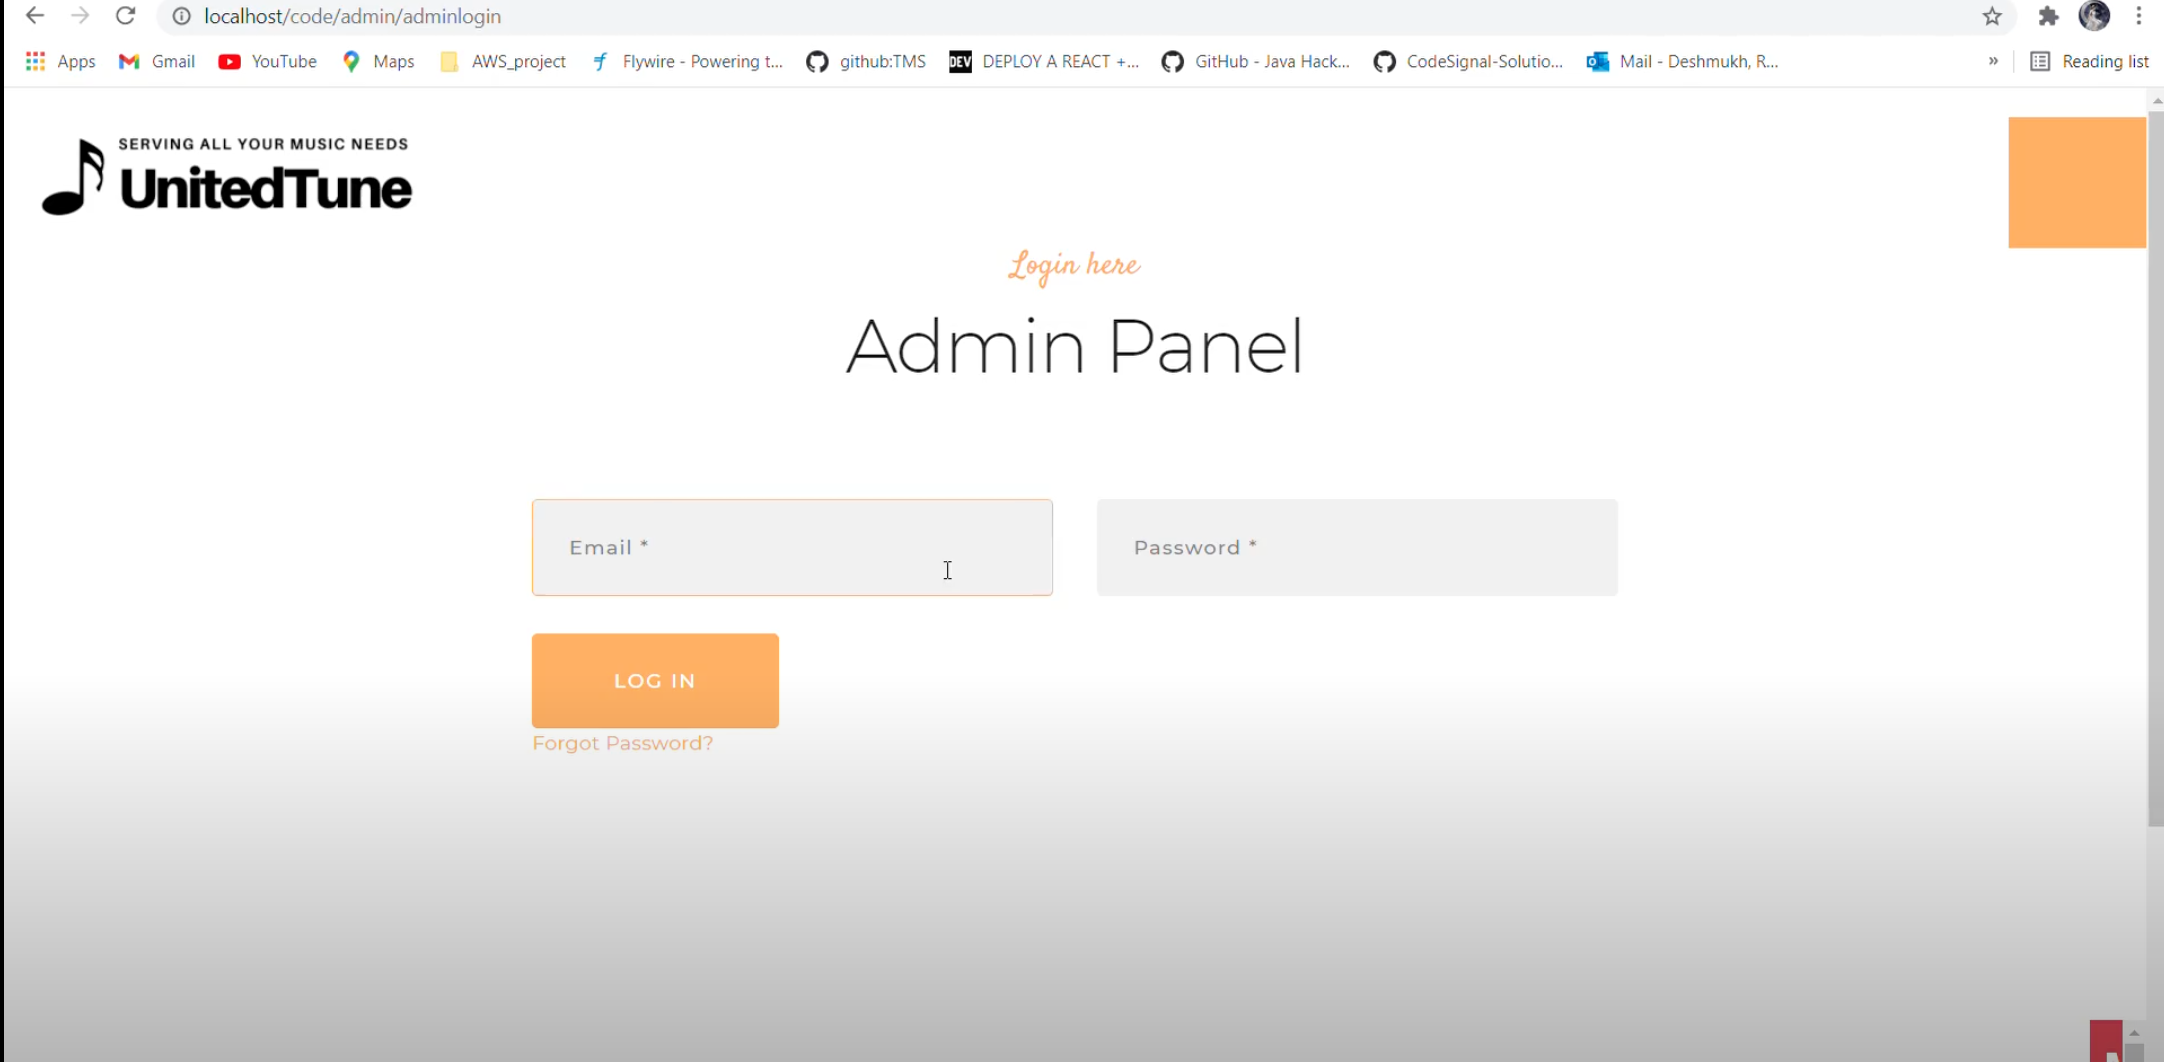 localhost/code/admin/adminlogin
Apps Gmail YouTube Maps AWS_project Flywire - Powering t... github:TMS DEV DEPLOY A REACT +... GitHub - Java Hack... CodeSignal-Solutio... Mail - Deshmukh, R... » Reading list
SERVING ALL YOUR MUSIC NEEDS
UnitedTune
Login here
Admin Panel
Email * Password *
LOG IN
Forgot Password?